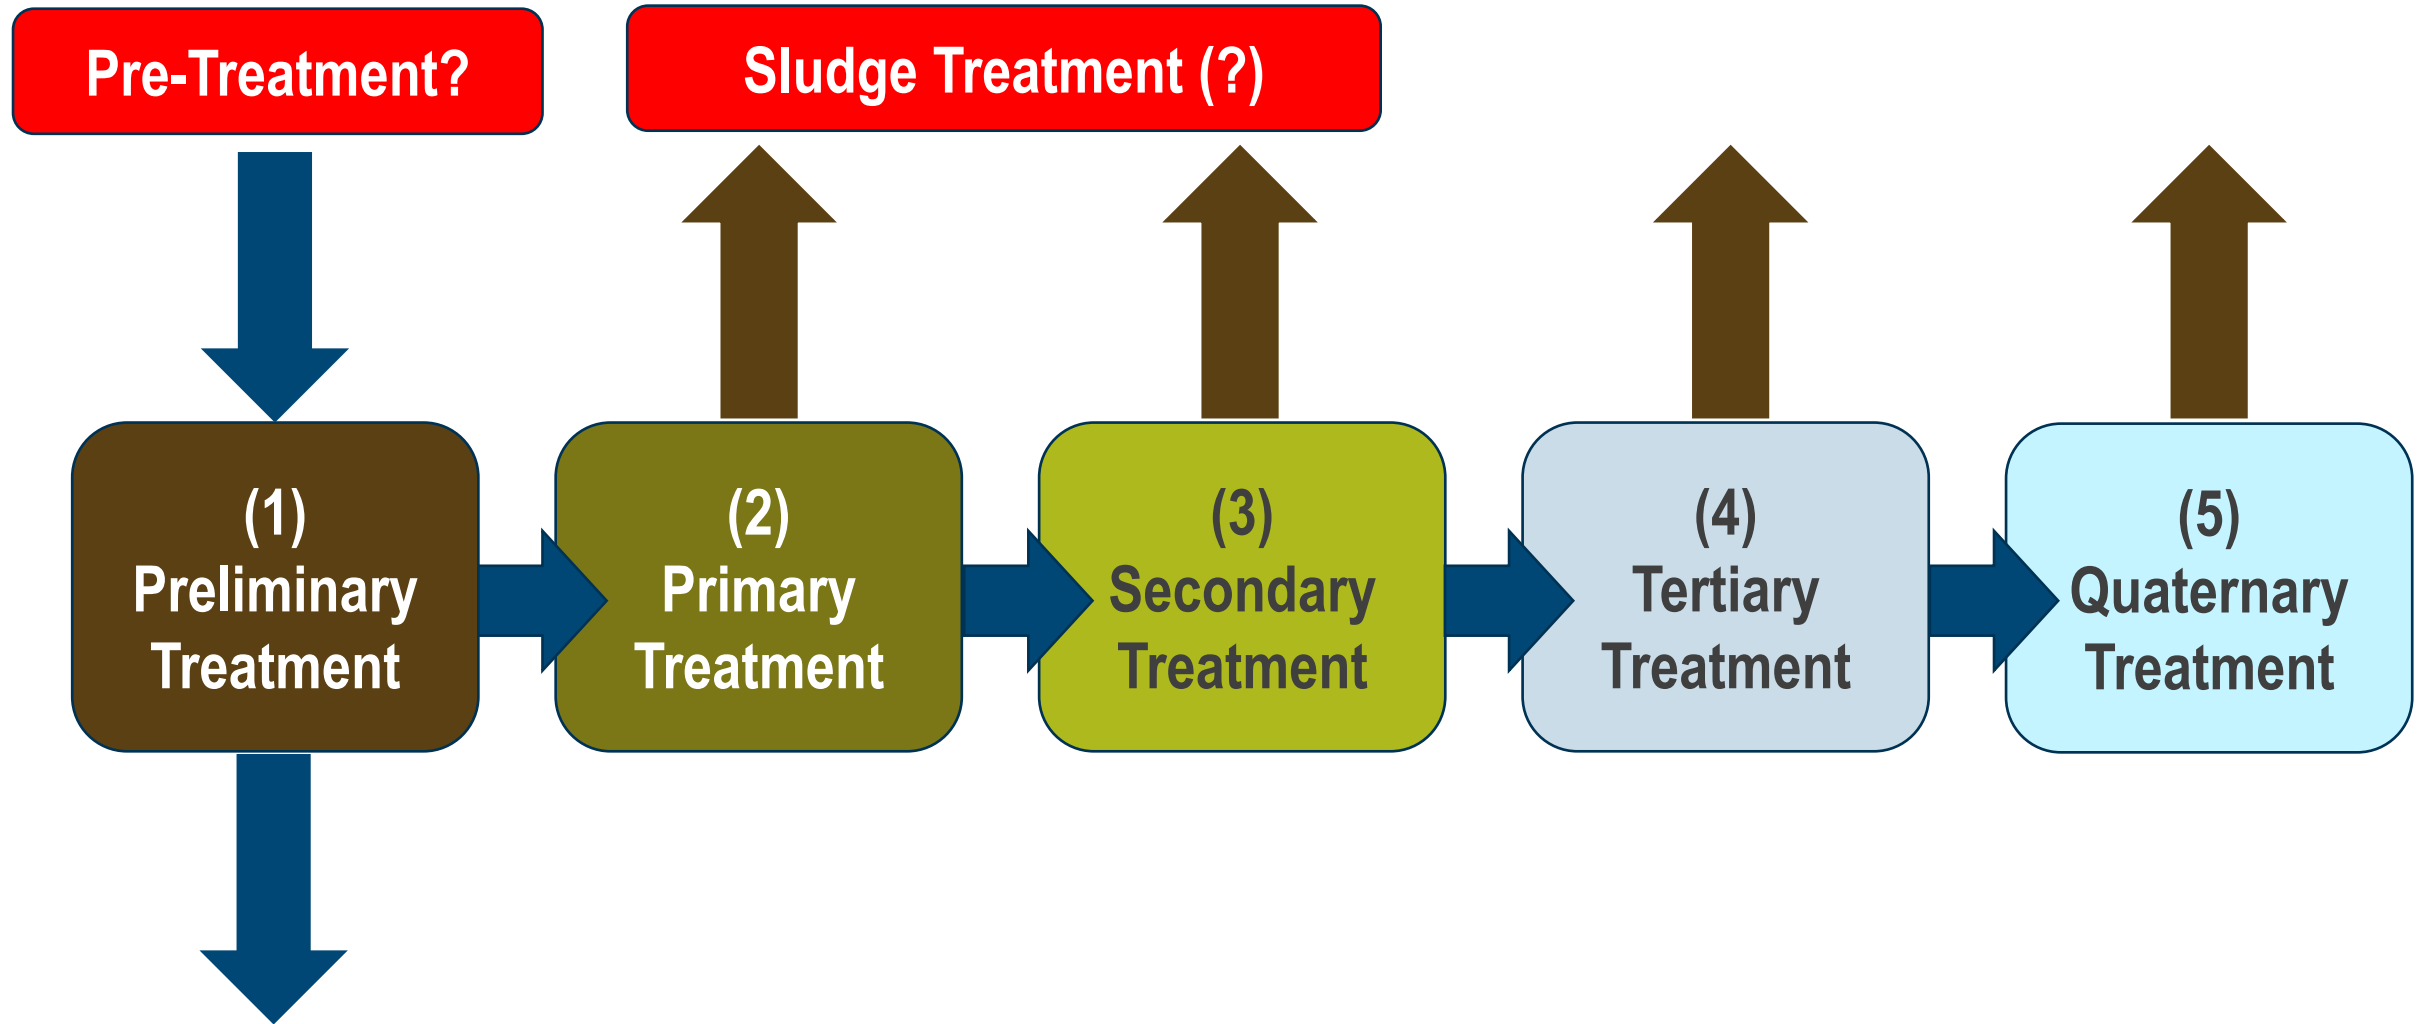 Pre-Treatment?
Sludge Treatment (?)
(1)
Preliminary
Treatment
(2)
Primary
Treatment
(3)
Secondary
Treatment
(4)
Tertiary
Treatment
(5)
Quaternary
Treatment